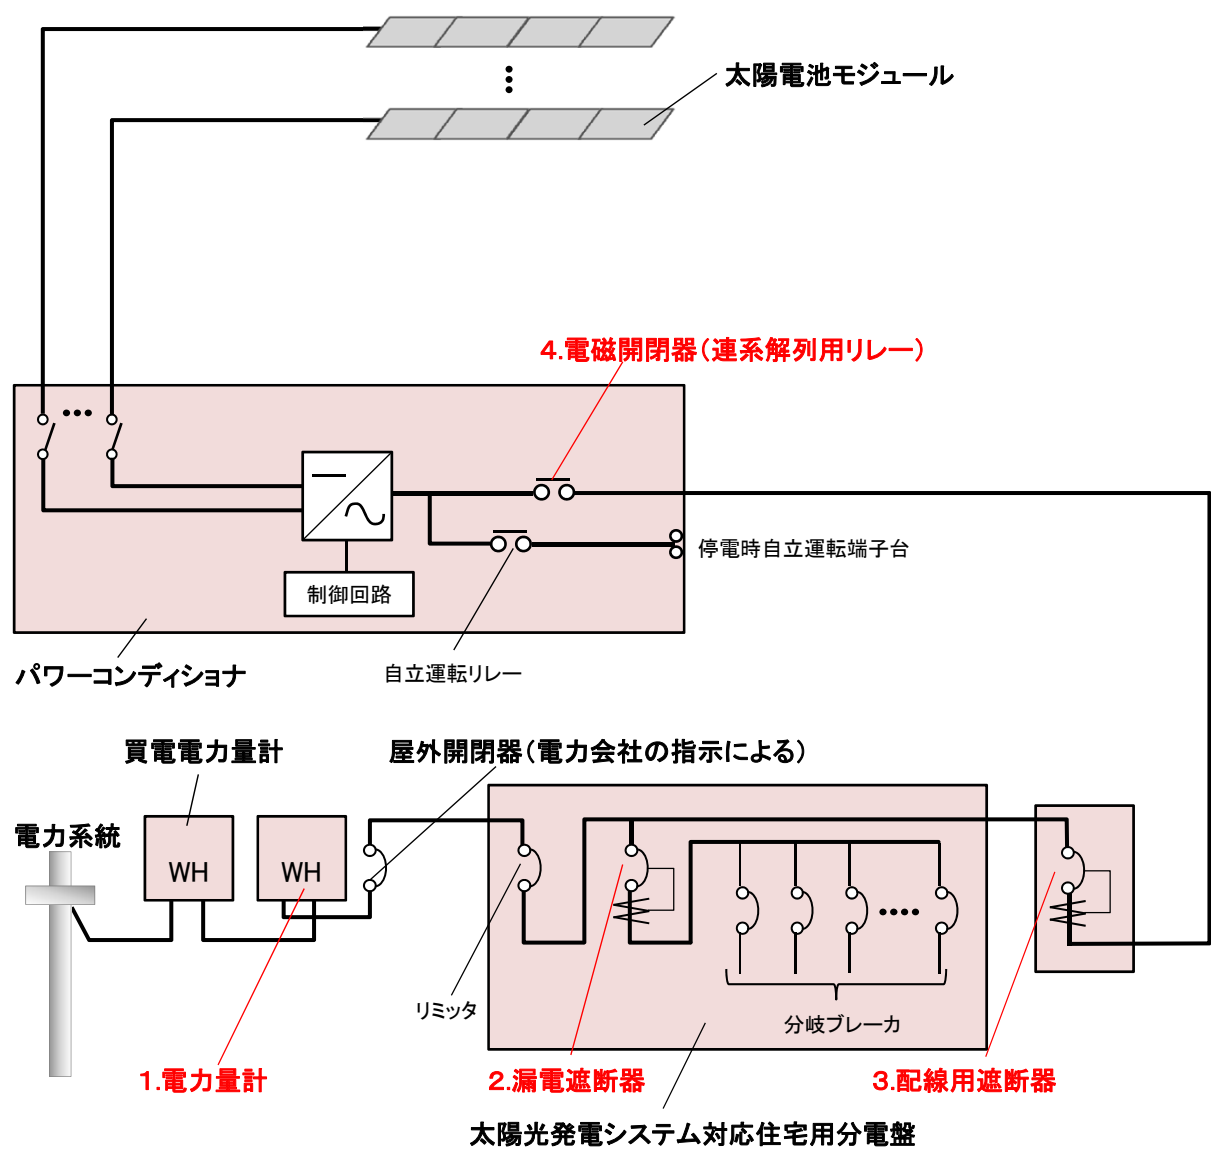 太陽電池モジュール
4.電磁開閉器(連系解列用リレー)
停電時自立運転端子台
制御回路
パワーコンディショナ
自立運転リレー
買電電力量計
屋外開閉器(電力会社の指示による)
電力系統
WH
WH
リミッタ
分岐ブレーカ
1.電力量計
2.漏電遮断器
3.配線用遮断器
太陽光発電システム対応住宅用分電盤